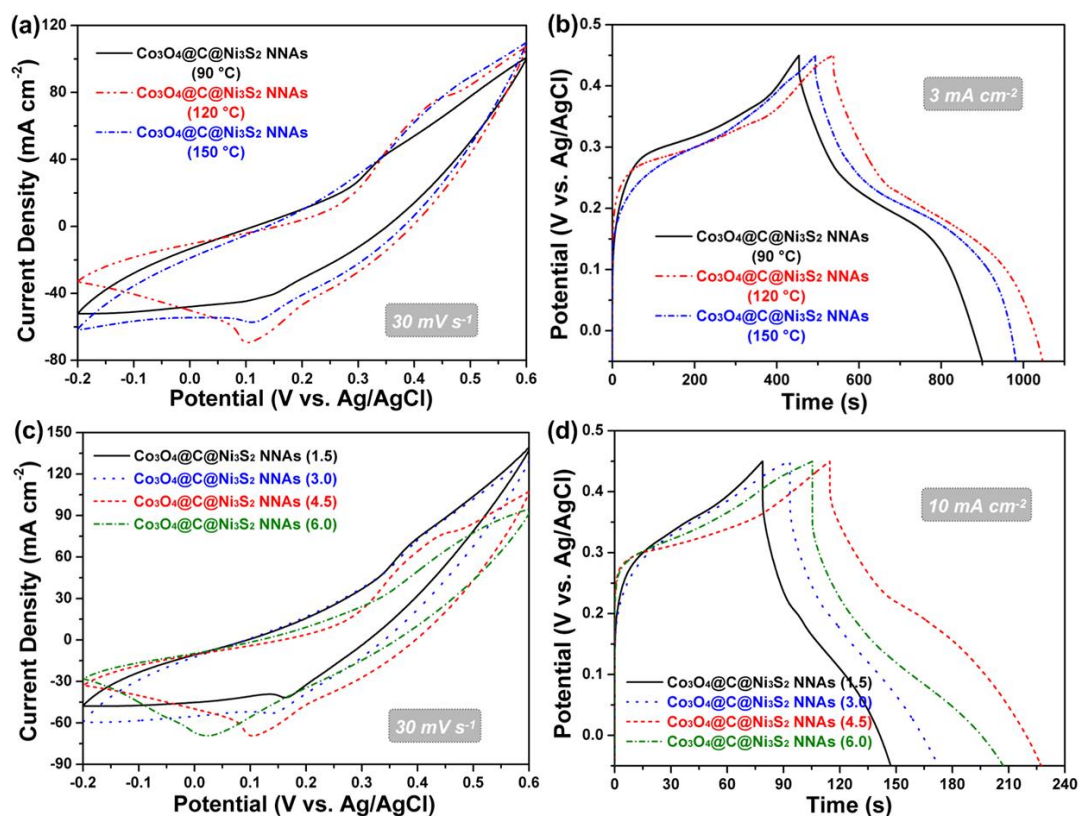 (a)
120
80
40
0
-40
-80
Current Density (mA cm⁻²)
Co₃O₄@C@Ni₃S₂ NNAs
(90 °C)
Co₃O₄@C@Ni₃S₂ NNAs
(120 °C)
Co₃O₄@C@Ni₃S₂ NNAs
(150 °C)
30 mV s⁻¹
-0.2 -0.1 0.0 0.1 0.2 0.3 0.4 0.5 0.6
Potential (V vs. Ag/AgCl)
(b)
0.5
0.4
0.3
0.2
0.1
0.0
Potential (V vs. Ag/AgCl)
3 mA cm⁻²
Co₃O₄@C@Ni₃S₂ NNAs
(90 °C)
Co₃O₄@C@Ni₃S₂ NNAs
(120 °C)
Co₃O₄@C@Ni₃S₂ NNAs
(150 °C)
0 200 400 600 800 1000
Time (s)
(c)
150
120
90
60
30
0
-30
-60
-90
Current Density (mA cm⁻²)
Co₃O₄@C@Ni₃S₂ NNAs (1.5)
Co₃O₄@C@Ni₃S₂ NNAs (3.0)
Co₃O₄@C@Ni₃S₂ NNAs (4.5)
Co₃O₄@C@Ni₃S₂ NNAs (6.0)
30 mV s⁻¹
-0.2 -0.1 0.0 0.1 0.2 0.3 0.4 0.5 0.6
Potential (V vs. Ag/AgCl)
(d)
0.5
0.4
0.3
0.2
0.1
0.0
Potential (V vs. Ag/AgCl)
10 mA cm⁻²
Co₃O₄@C@Ni₃S₂ NNAs (1.5)
Co₃O₄@C@Ni₃S₂ NNAs (3.0)
Co₃O₄@C@Ni₃S₂ NNAs (4.5)
Co₃O₄@C@Ni₃S₂ NNAs (6.0)
0 30 60 90 120 150 180 210 240
Time (s)